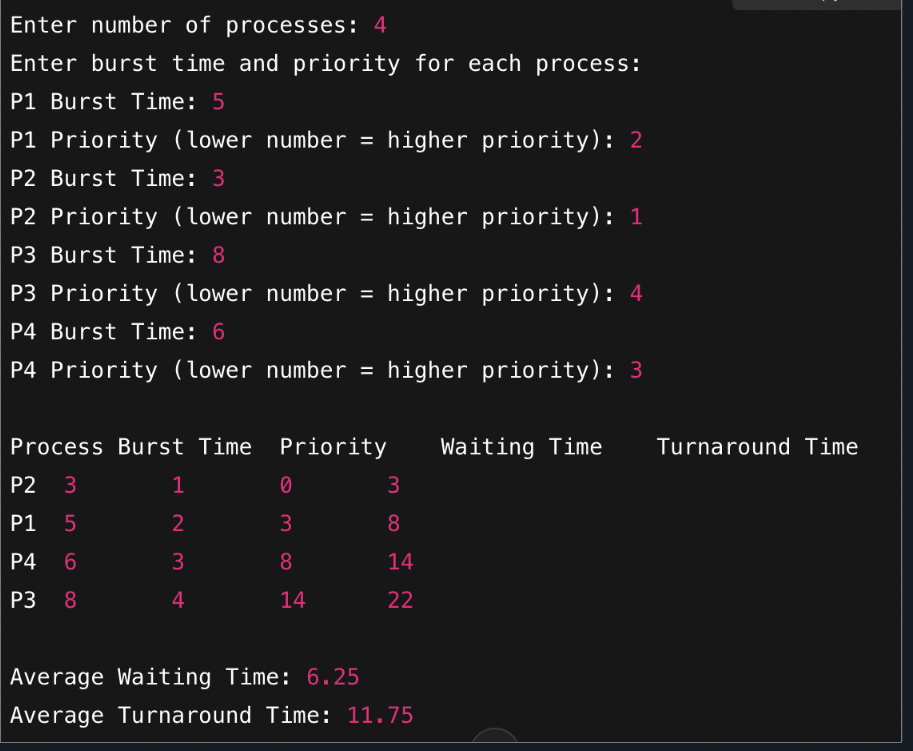 Enter number of processes: 4
Enter burst time and priority for each process:
P1 Burst Time: 5
P1 Priority (lower number = higher priority): 2
P2 Burst Time: 3
P2 Priority (lower number = higher priority): 1
P3 Burst Time: 8
P3 Priority (lower number = higher priority): 4
P4 Burst Time: 6
P4 Priority (lower number = higher priority): 3

Process Burst Time  Priority    Waiting Time    Turnaround Time
P2  3       1       0       3
P1  5       2       3       8
P4  6       3       8       14
P3  8       4       14      22

Average Waiting Time: 6.25
Average Turnaround Time: 11.75